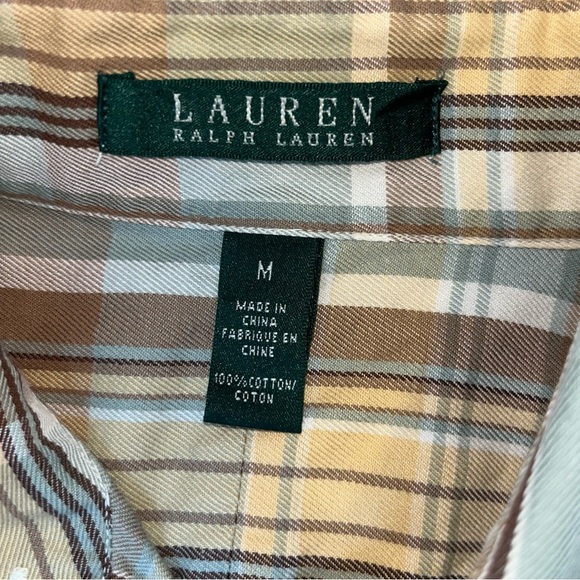 LAUREN
RALPH LAUREN
M
MADE IN
CHINA
FABRIQUE EN
CHINE
100%COTTON/
COTON